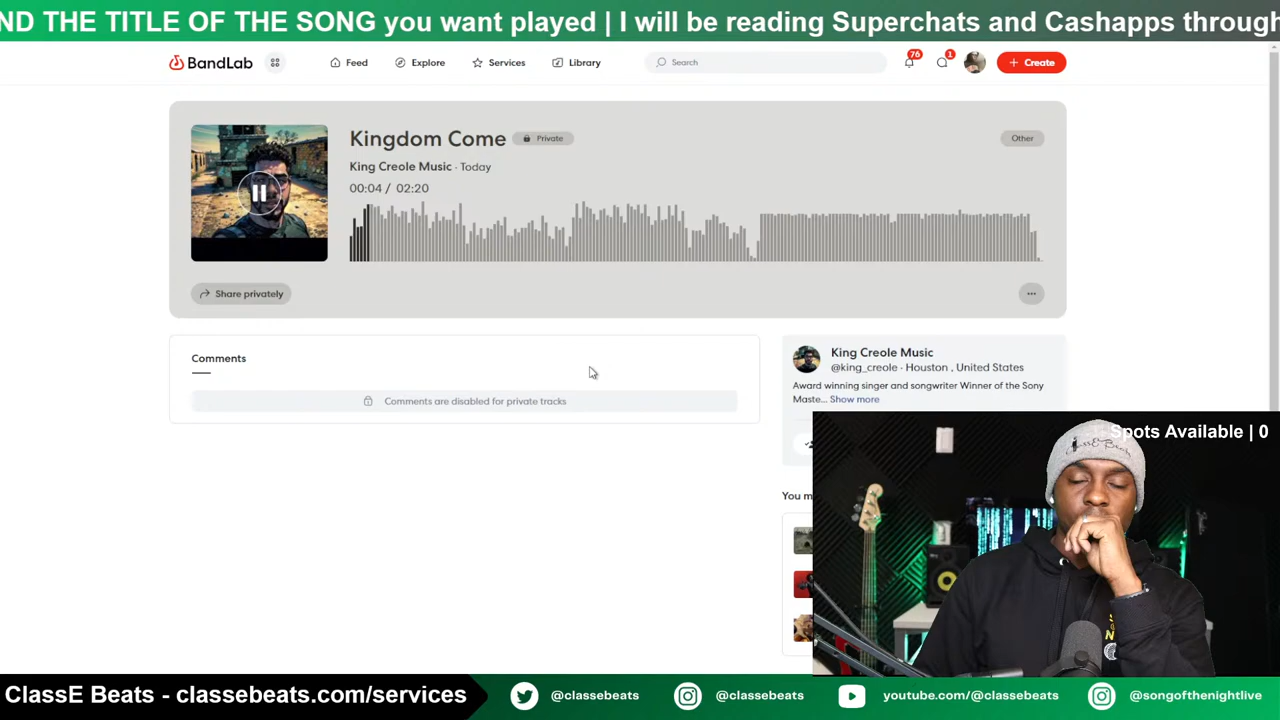 ND THE TITLE OF THE SONG you want played | I will be reading Superchats and Cashapps through
BandLab
Feed
Explore
Services
Library
Search
76
1
+ Create
Kingdom Come
Private
Other
King Creole Music · Today
00:04 / 02:20
Share privately
Comments
Comments are disabled for private tracks
King Creole Music
@king_creole · Houston , United States
Award winning singer and songwriter Winner of the Sony
Maste... Show more
Spots Available | 0
You m
ClassE Beats - classebeats.com/services
@classebeats
@classebeats
youtube.com/@classebeats
@songofthenightlive